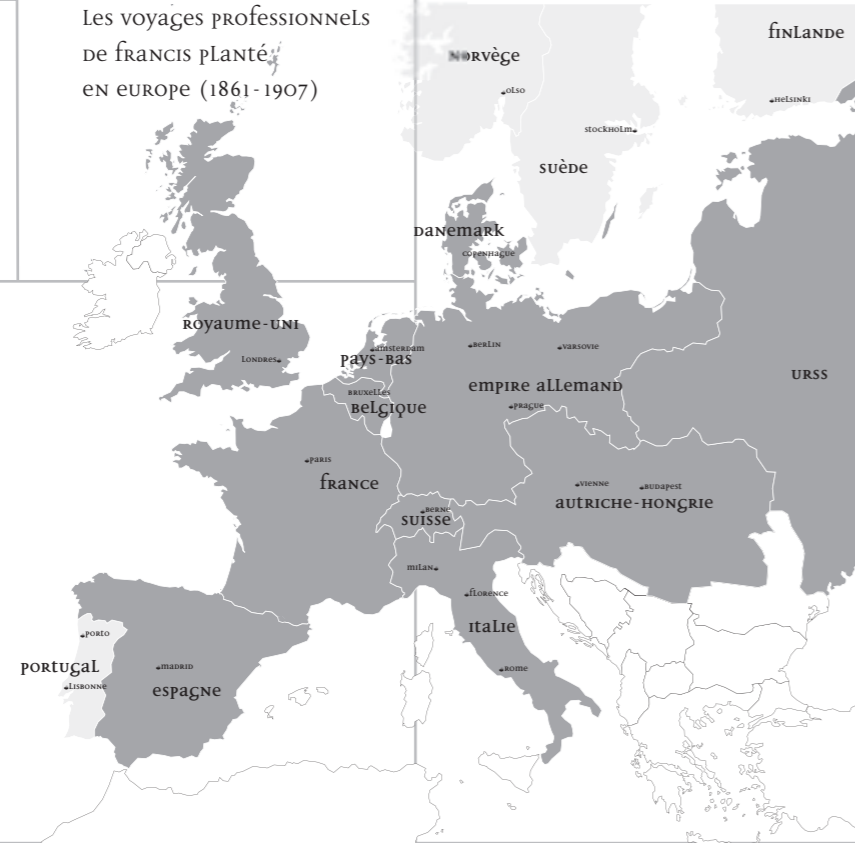 Les voyages professionnels
de francis planté
en europe (1861-1907)
finlande
norvège
olso
helsinki
stockholm
suède
danemark
copenhague
royaume-uni
londres
amsterdam
pays-bas
berlin
varsovie
urss
empire allemand
bruxelles
belgique
prague
paris
france
vienne
budapest
autriche-hongrie
berne
suisse
milan
florence
italie
porto
portugal
madrid
rome
lisbonne
espagne